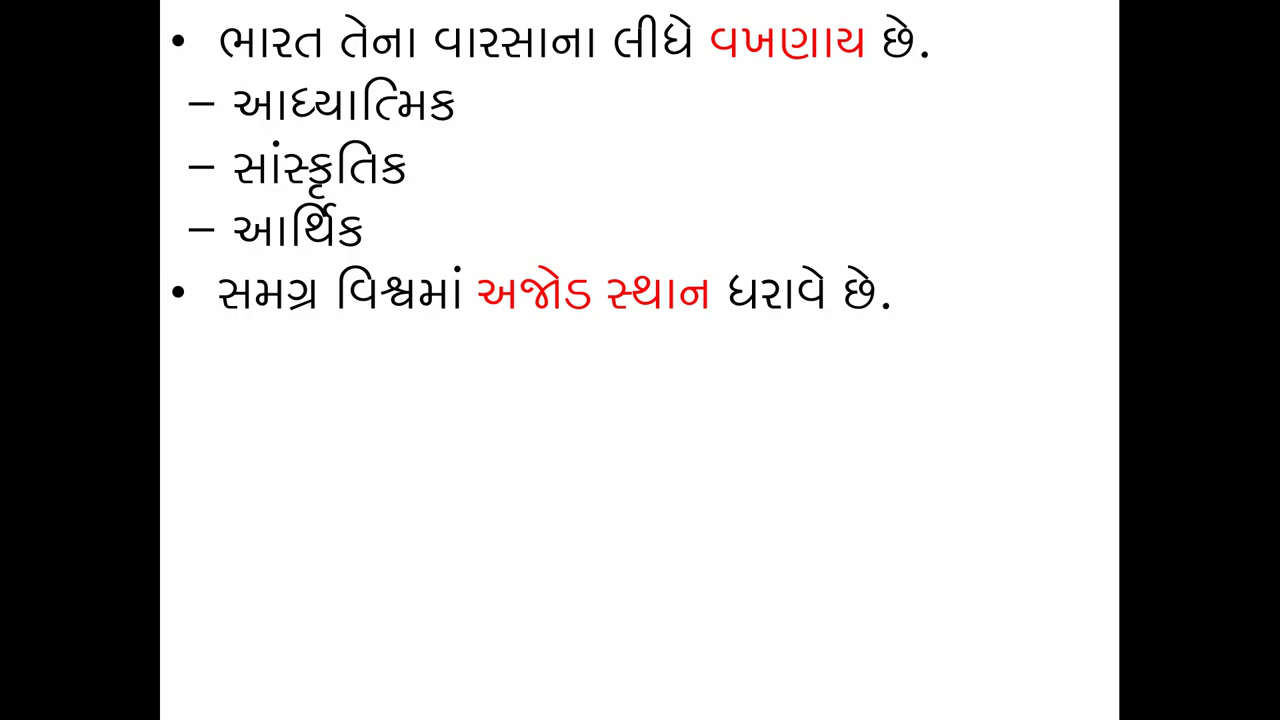 • ભારત તેના વારસાના લીધે વખણાય છે.
– આધ્યાત્મિક
– સાંસ્કૃતિક
– આર્થિક
• સમગ્ર વિશ્વમાં અજોડ સ્થાન ધરાવે છે.